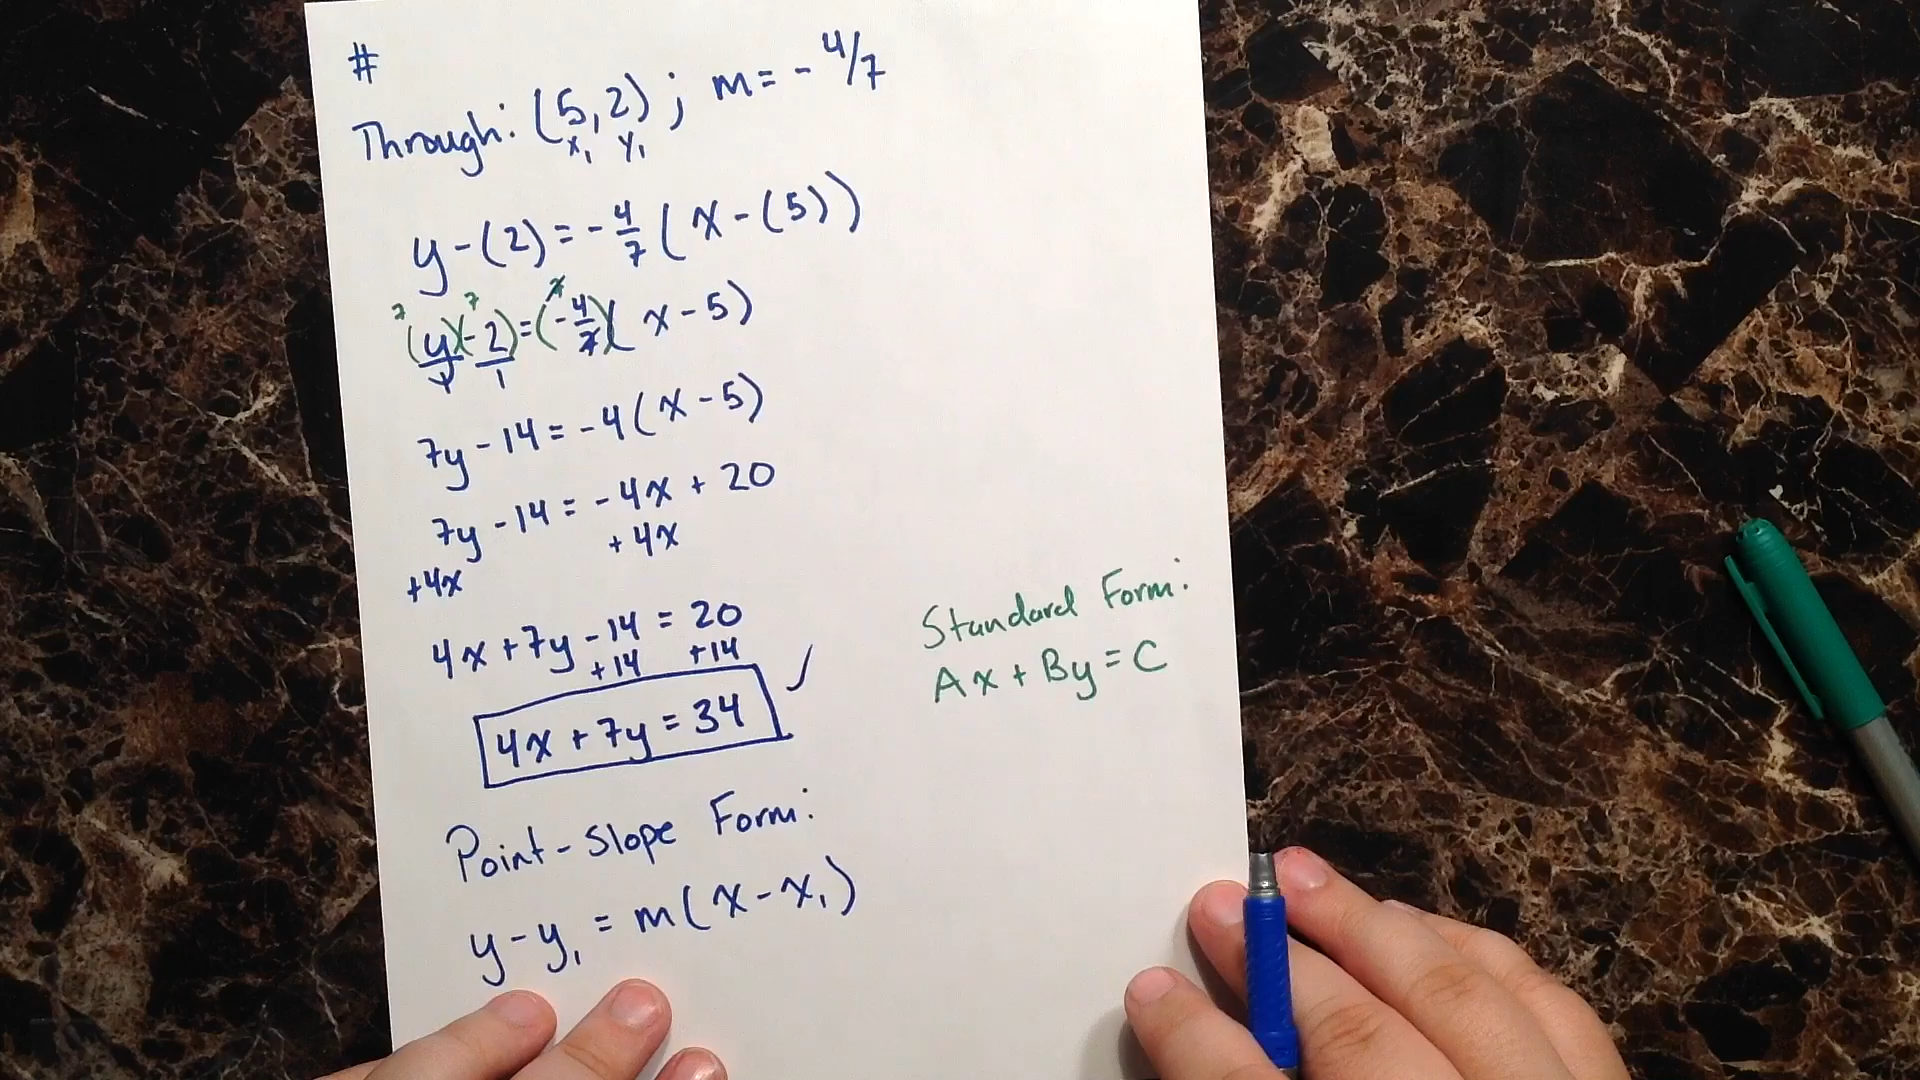 #
Through: (5,2) ; m = - 4/7
x₁ y₁
y - (2) = - 4/7 ( x - (5) )
7 7 7
(y)(- 2) = (- 4/7)( x - 5)
1 1
7y - 14 = -4( x - 5)
7y - 14 = - 4x + 20
+4x + 4x
4x + 7y - 14 = 20
+14 +14
4x + 7y = 34 ✓
Standard Form:
Ax + By = C
Point-Slope Form:
y - y₁ = m( x - x₁ )